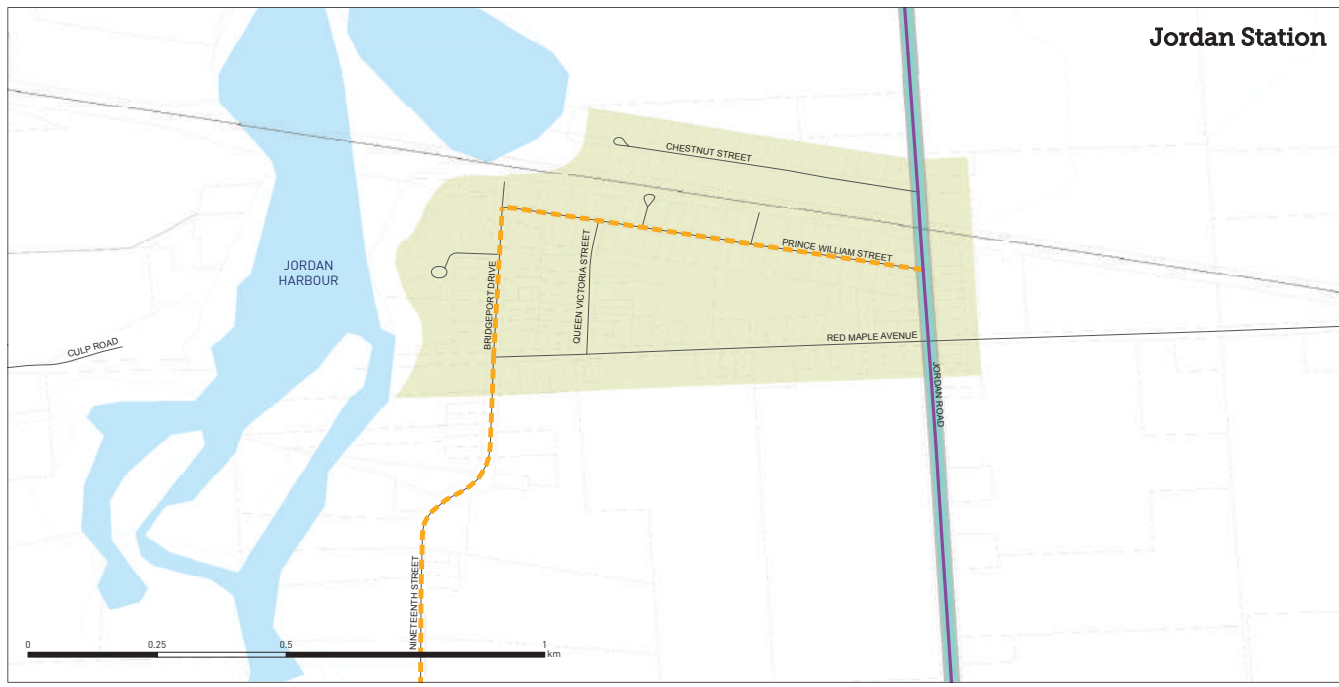 Jordan Station
CHESTNUT STREET
PRINCE WILLIAM STREET
QUEEN VICTORIA STREET
BRIDGEPORT DRIVE
JORDAN
HARBOUR
RED MAPLE AVENUE
CULP ROAD
JORDAN ROAD
NINETEENTH STREET
0 0.25 0.5 1
km